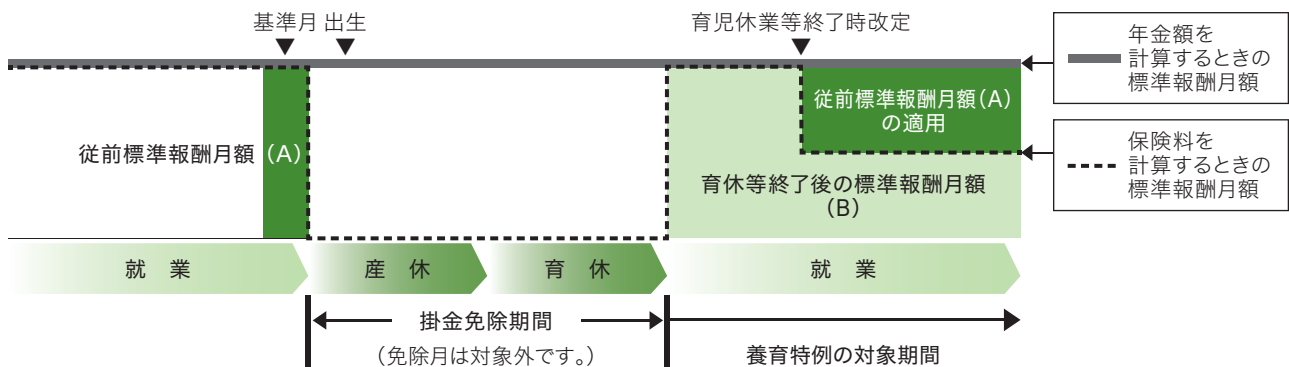 基準月 出生
育児休業等終了時改定
年金額を
計算するときの
標準報酬月額
従前標準報酬月額(A)
の適用
従前標準報酬月額(A)
保険料を
計算するときの
標準報酬月額
育休等終了後の標準報酬月額
(B)
就 業
産 休
育 休
就 業
掛金免除期間
(免除月は対象外です。)
養育特例の対象期間